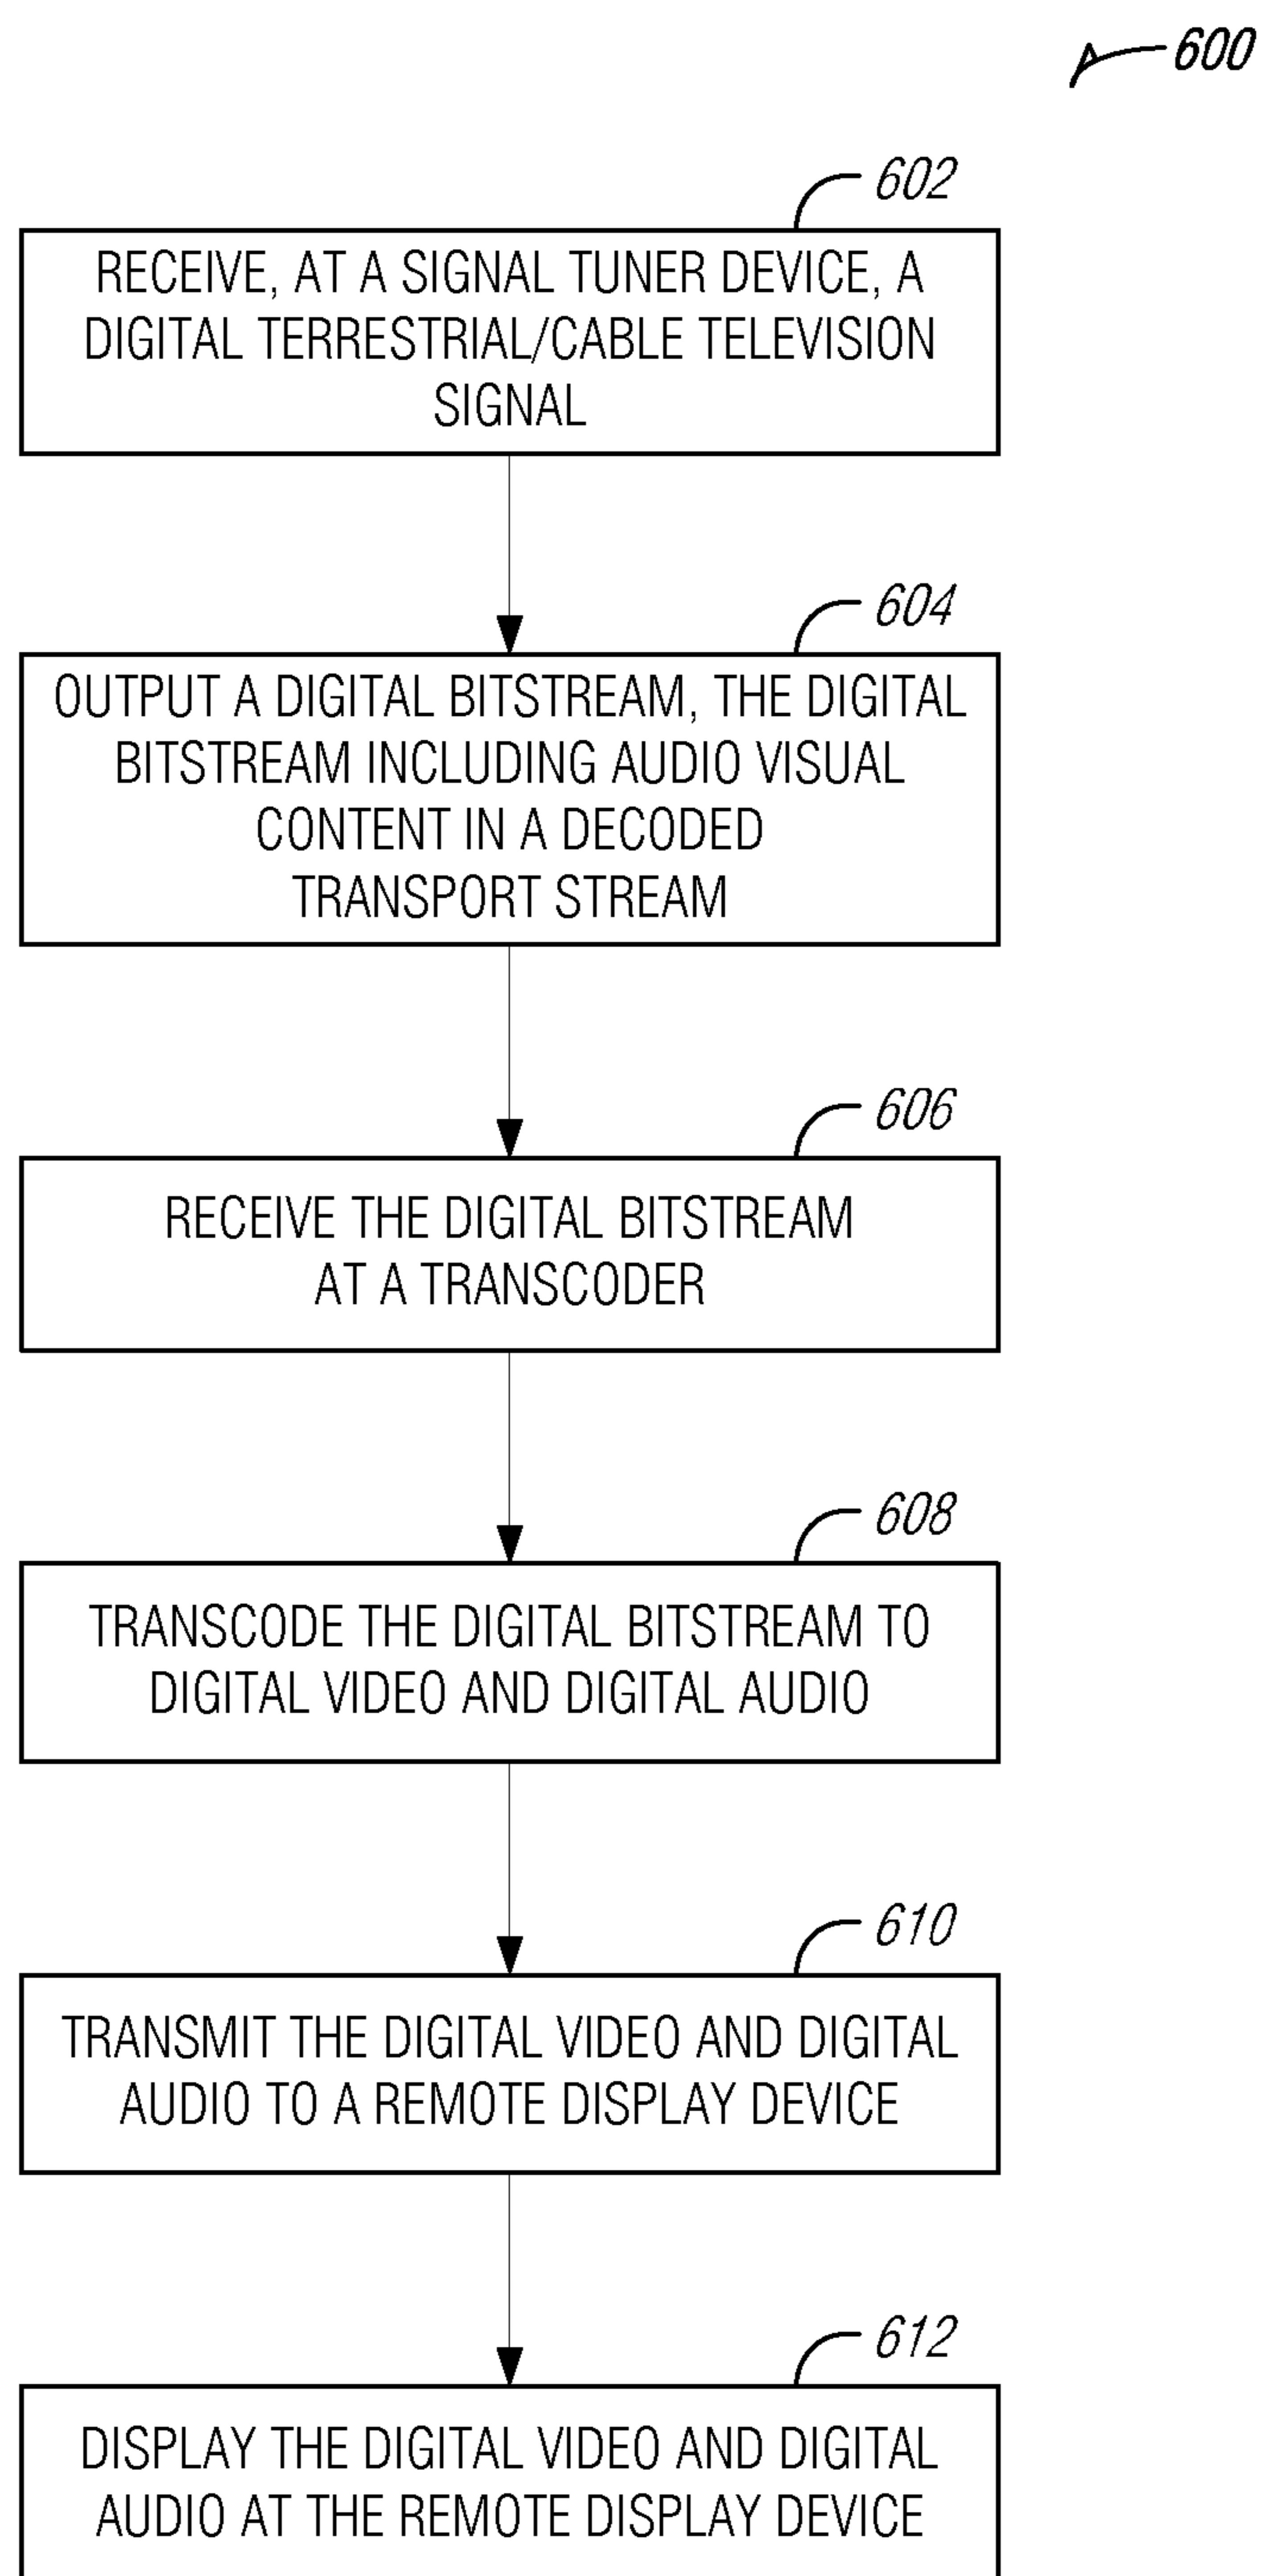 600
602
RECEIVE, AT A SIGNAL TUNER DEVICE, A
DIGITAL TERRESTRIAL/CABLE TELEVISION
SIGNAL
604
OUTPUT A DIGITAL BITSTREAM, THE DIGITAL
BITSTREAM INCLUDING AUDIO VISUAL
CONTENT IN A DECODED
TRANSPORT STREAM
606
RECEIVE THE DIGITAL BITSTREAM
AT A TRANSCODER
608
TRANSCODE THE DIGITAL BITSTREAM TO
DIGITAL VIDEO AND DIGITAL AUDIO
610
TRANSMIT THE DIGITAL VIDEO AND DIGITAL
AUDIO TO A REMOTE DISPLAY DEVICE
612
DISPLAY THE DIGITAL VIDEO AND DIGITAL
AUDIO AT THE REMOTE DISPLAY DEVICE